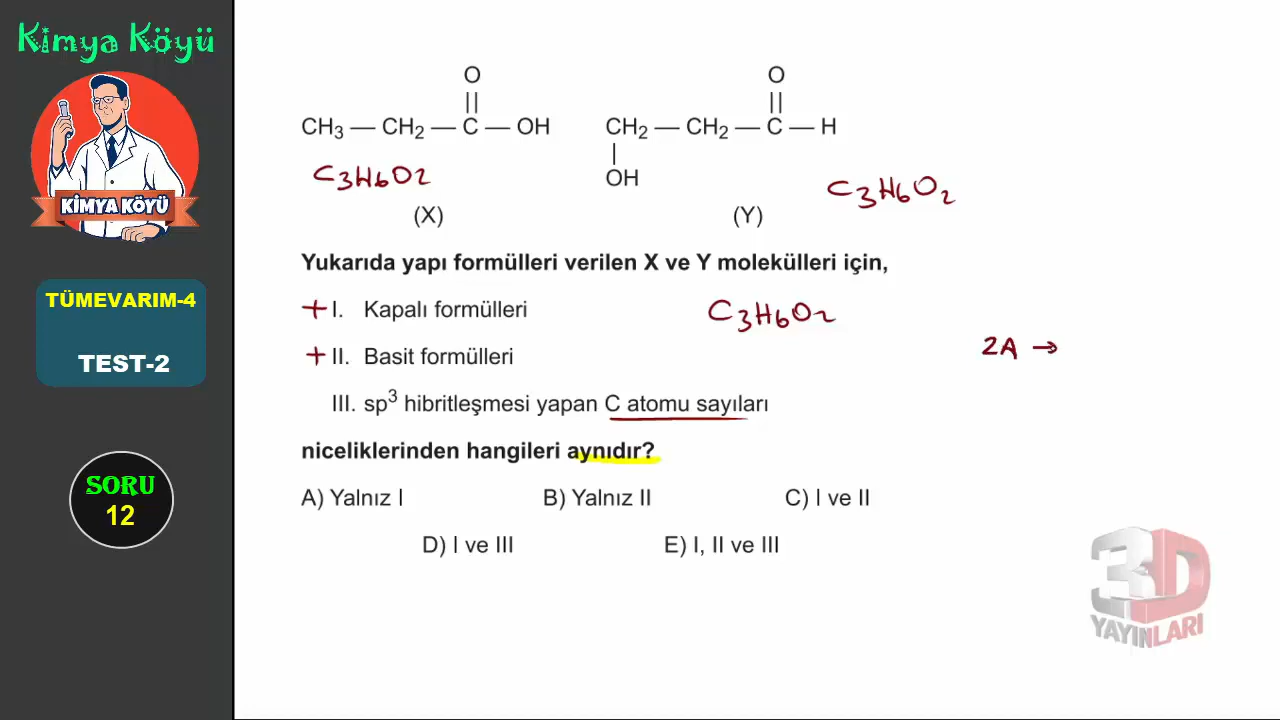 Kimya Köyü
KİMYA KÖYÜ
TÜMEVARIM-4
TEST-2
SORU
12
O
||
CH₃ — CH₂ — C — OH
C₃H₆O₂
(X)
O
||
CH₂ — CH₂ — C — H
|
OH
C₃H₆O₂
(Y)
Yukarıda yapı formülleri verilen X ve Y molekülleri için,
+ I. Kapalı formülleri
C₃H₆O₂
+ II. Basit formülleri
2A →
III. sp³ hibritleşmesi yapan C atomu sayıları
niceliklerinden hangileri aynıdır?
A) Yalnız I B) Yalnız II C) I ve II
D) I ve III E) I, II ve III
3D
YAYINLARI